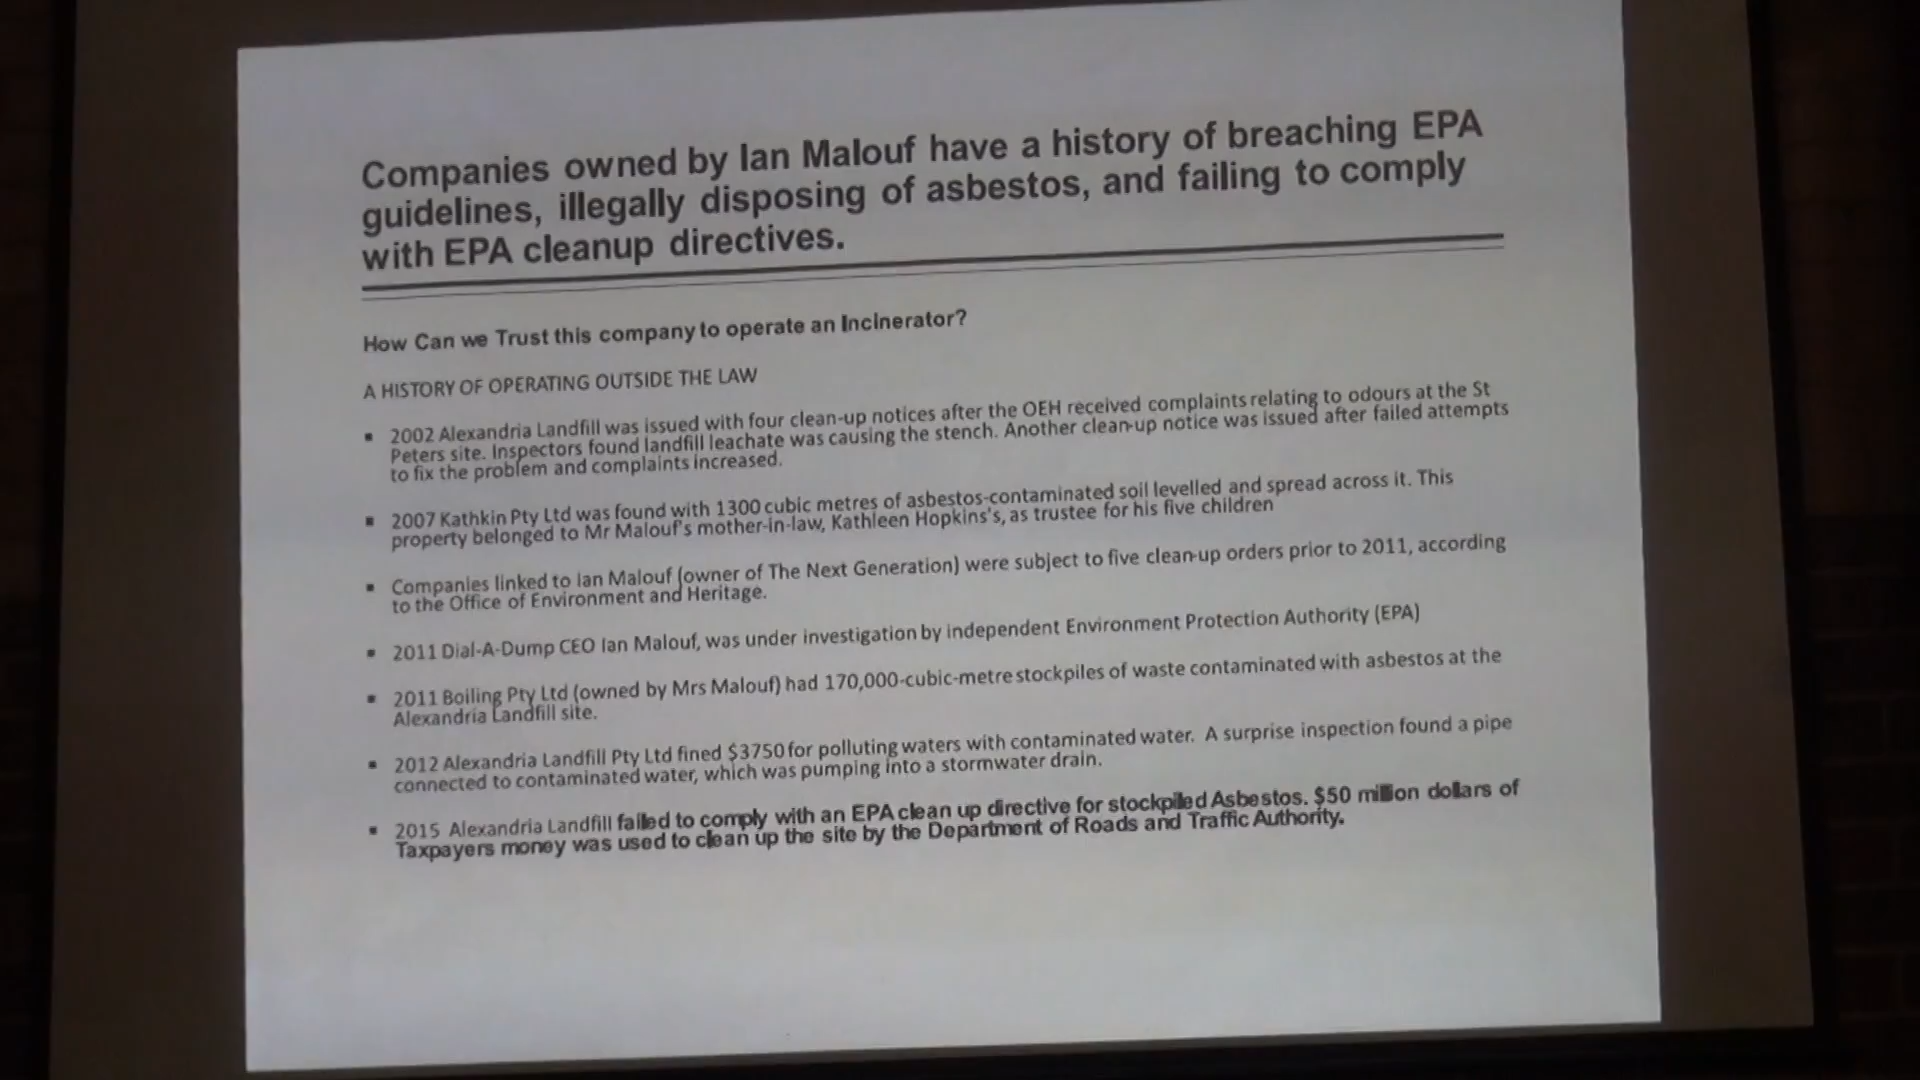 Companies owned by Ian Malouf have a history of breaching EPA
guidelines, illegally disposing of asbestos, and failing to comply
with EPA cleanup directives.
How Can we Trust this company to operate an Incinerator?
A HISTORY OF OPERATING OUTSIDE THE LAW
▪ 2002 Alexandria Landfill was issued with four clean-up notices after the OEH received complaints relating to odours at the St
Peters site. Inspectors found landfill leachate was causing the stench. Another clean-up notice was issued after failed attempts
to fix the problem and complaints increased.
▪ 2007 Kathkin Pty Ltd was found with 1300 cubic metres of asbestos-contaminated soil levelled and spread across it. This
property belonged to Mr Malouf's mother-in-law, Kathleen Hopkins's, as trustee for his five children
▪ Companies linked to Ian Malouf (owner of The Next Generation) were subject to five clean-up orders prior to 2011, according
to the Office of Environment and Heritage.
▪ 2011 Dial-A-Dump CEO Ian Malouf, was under investigation by independent Environment Protection Authority (EPA)
▪ 2011 Boiling Pty Ltd (owned by Mrs Malouf) had 170,000-cubic-metre stockpiles of waste contaminated with asbestos at the
Alexandria Landfill site.
▪ 2012 Alexandria Landfill Pty Ltd fined $3750 for polluting waters with contaminated water. A surprise inspection found a pipe
connected to contaminated water, which was pumping into a stormwater drain.
▪ 2015 Alexandria Landfill failed to comply with an EPA clean up directive for stockpiled Asbestos. $50 million dollars of
Taxpayers money was used to clean up the site by the Department of Roads and Traffic Authority.